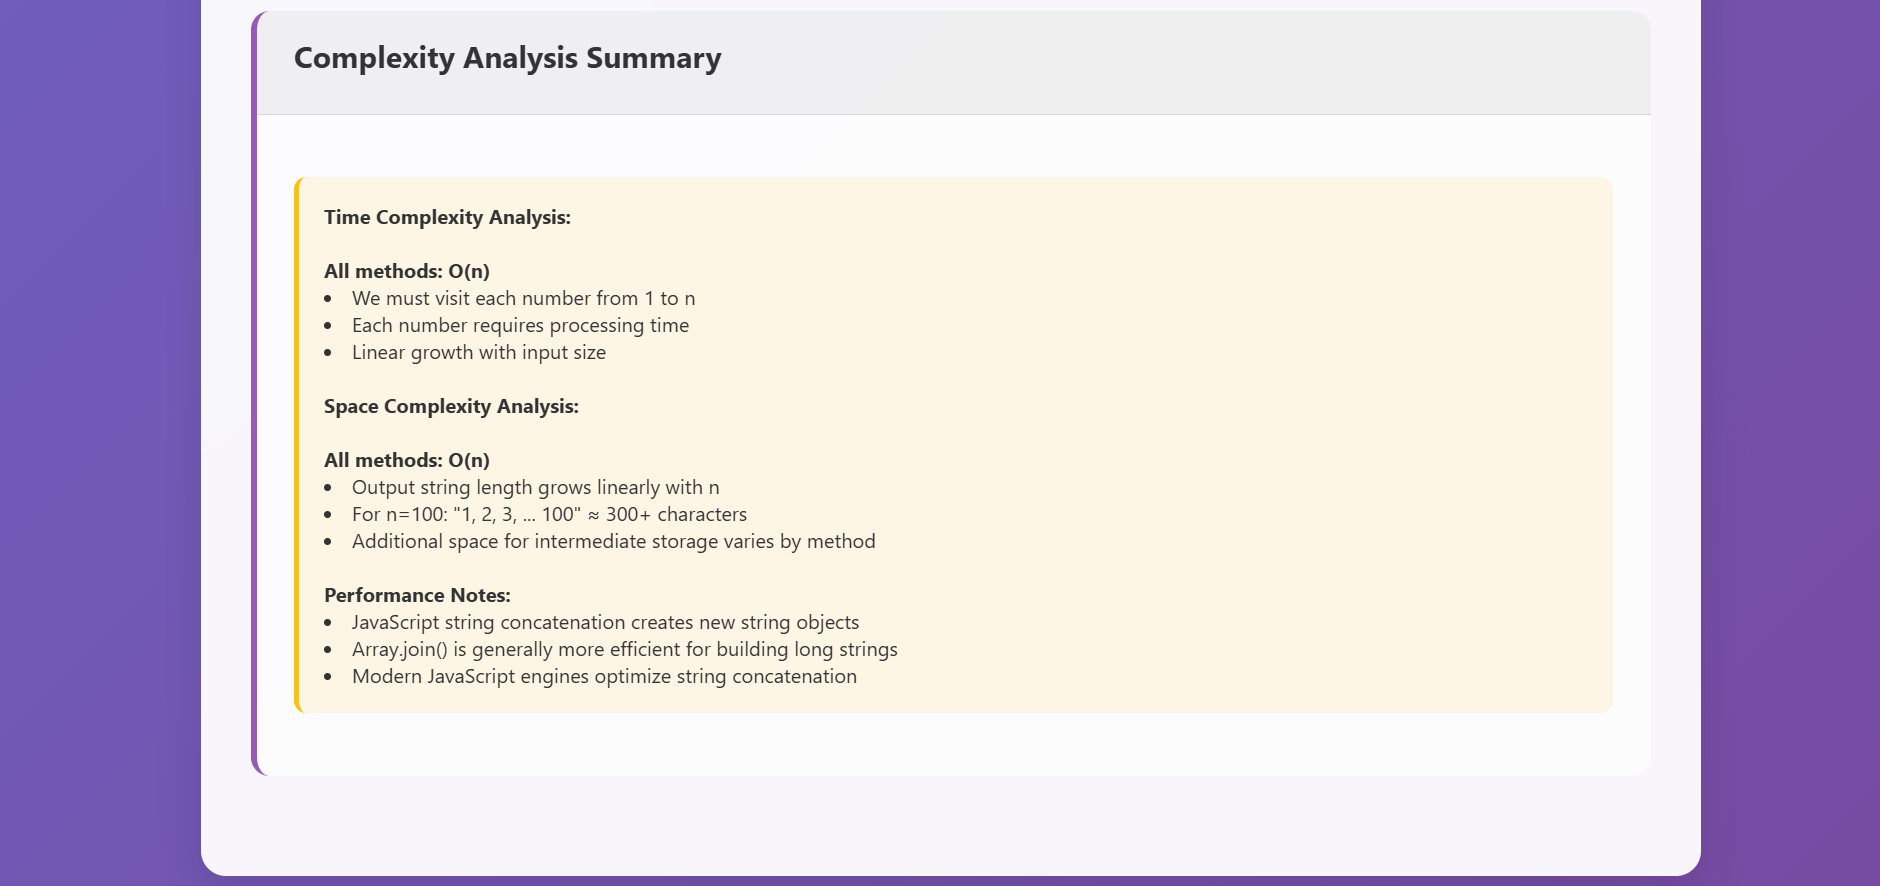 Complexity Analysis Summary
Time Complexity Analysis:
All methods: O(n)
• We must visit each number from 1 to n
• Each number requires processing time
• Linear growth with input size
Space Complexity Analysis:
All methods: O(n)
• Output string length grows linearly with n
• For n=100: "1, 2, 3, ... 100" ≈ 300+ characters
• Additional space for intermediate storage varies by method
Performance Notes:
• JavaScript string concatenation creates new string objects
• Array.join() is generally more efficient for building long strings
• Modern JavaScript engines optimize string concatenation